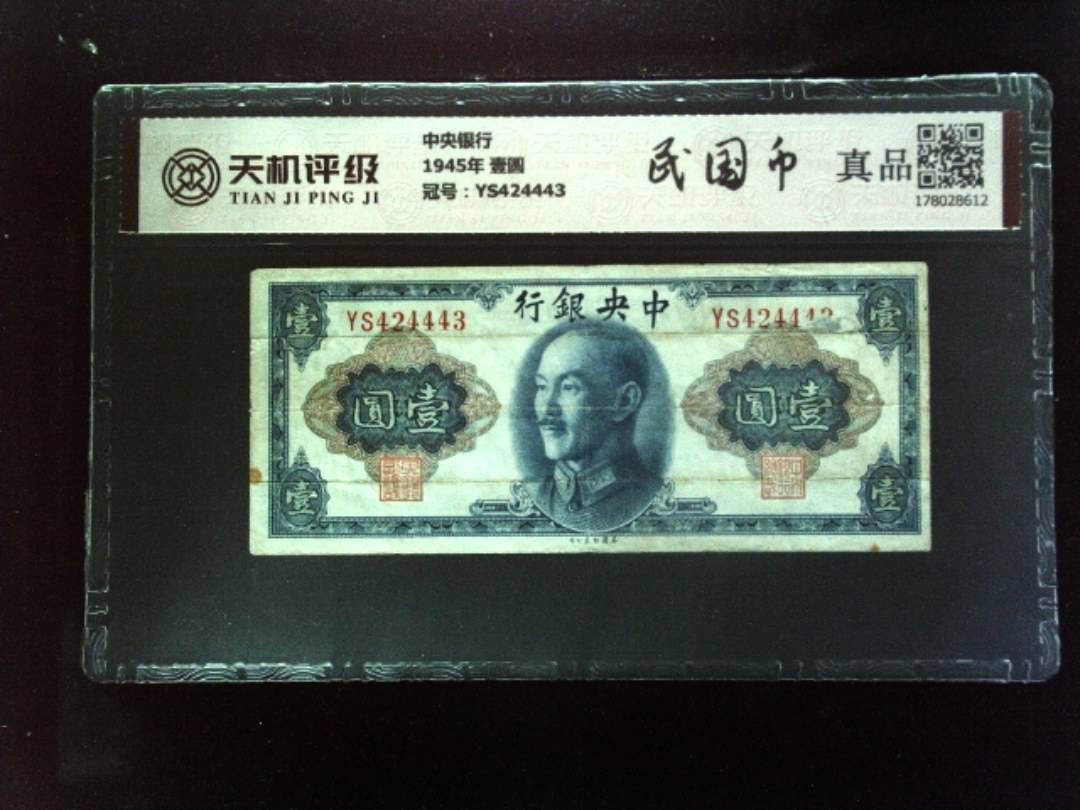 天机评级
TIAN JI PING JI
中央银行
1945年 壹圆
冠号：YS424443
民国币
真品
178028612
行銀央中
YS424443
YS424443
壹
壹
圓壹
圓壹
壹
壹